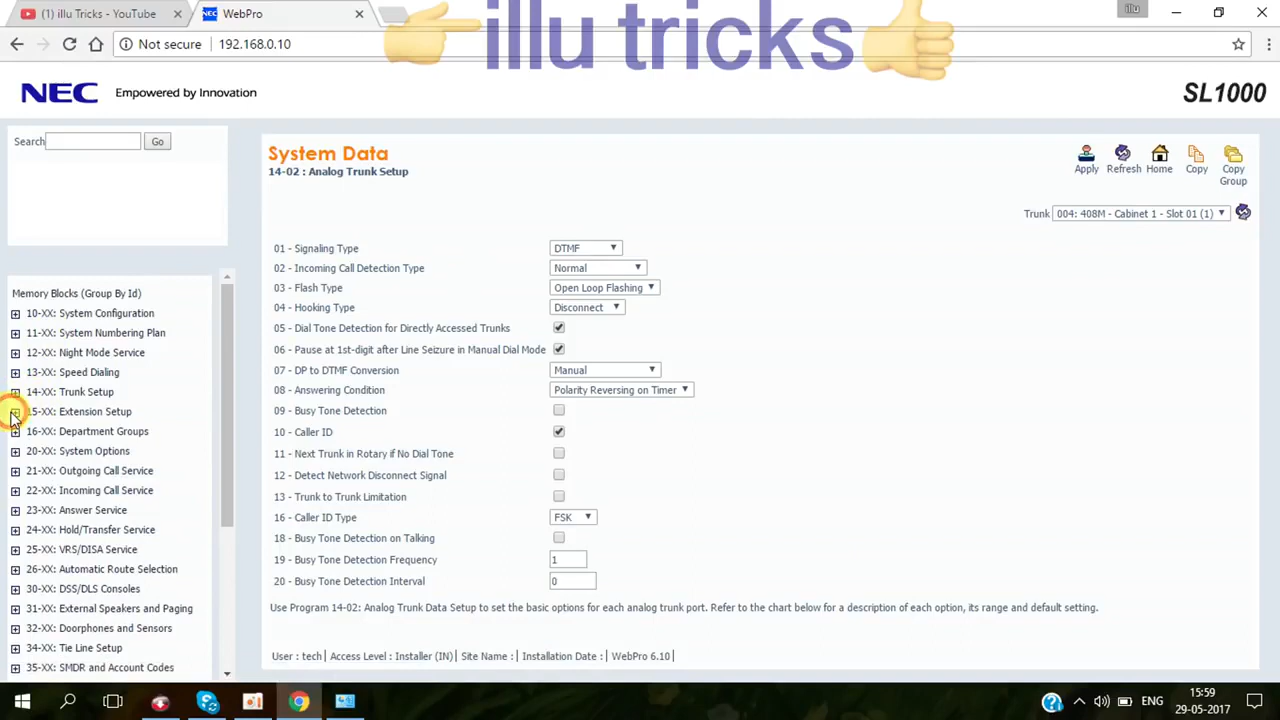 (1) illu Tricks - YouTube
WebPro
illu
Not secure
192.168.0.10
illu tricks
NEC
Empowered by Innovation
SL1000
Search
Go
System Data
14-02 : Analog Trunk Setup
Apply
Refresh
Home
Copy
Copy Group
Trunk
004: 408M - Cabinet 1 - Slot 01 (1)
Memory Blocks (Group By Id)
10-XX: System Configuration
11-XX: System Numbering Plan
12-XX: Night Mode Service
13-XX: Speed Dialing
14-XX: Trunk Setup
15-XX: Extension Setup
16-XX: Department Groups
20-XX: System Options
21-XX: Outgoing Call Service
22-XX: Incoming Call Service
23-XX: Answer Service
24-XX: Hold/Transfer Service
25-XX: VRS/DISA Service
26-XX: Automatic Route Selection
30-XX: DSS/DLS Consoles
31-XX: External Speakers and Paging
32-XX: Doorphones and Sensors
34-XX: Tie Line Setup
35-XX: SMDR and Account Codes
01 - Signaling Type DTMF
02 - Incoming Call Detection Type Normal
03 - Flash Type Open Loop Flashing
04 - Hooking Type Disconnect
05 - Dial Tone Detection for Directly Accessed Trunks
06 - Pause at 1st-digit after Line Seizure in Manual Dial Mode
07 - DP to DTMF Conversion Manual
08 - Answering Condition Polarity Reversing on Timer
09 - Busy Tone Detection
10 - Caller ID
11 - Next Trunk in Rotary if No Dial Tone
12 - Detect Network Disconnect Signal
13 - Trunk to Trunk Limitation
16 - Caller ID Type FSK
18 - Busy Tone Detection on Talking
19 - Busy Tone Detection Frequency 1
20 - Busy Tone Detection Interval 0
Use Program 14-02: Analog Trunk Data Setup to set the basic options for each analog trunk port. Refer to the chart below for a description of each option, its range and default setting.
User : tech | Access Level : Installer (IN) | Site Name : | Installation Date : | WebPro 6.10 |
ENG
15:59
29-05-2017